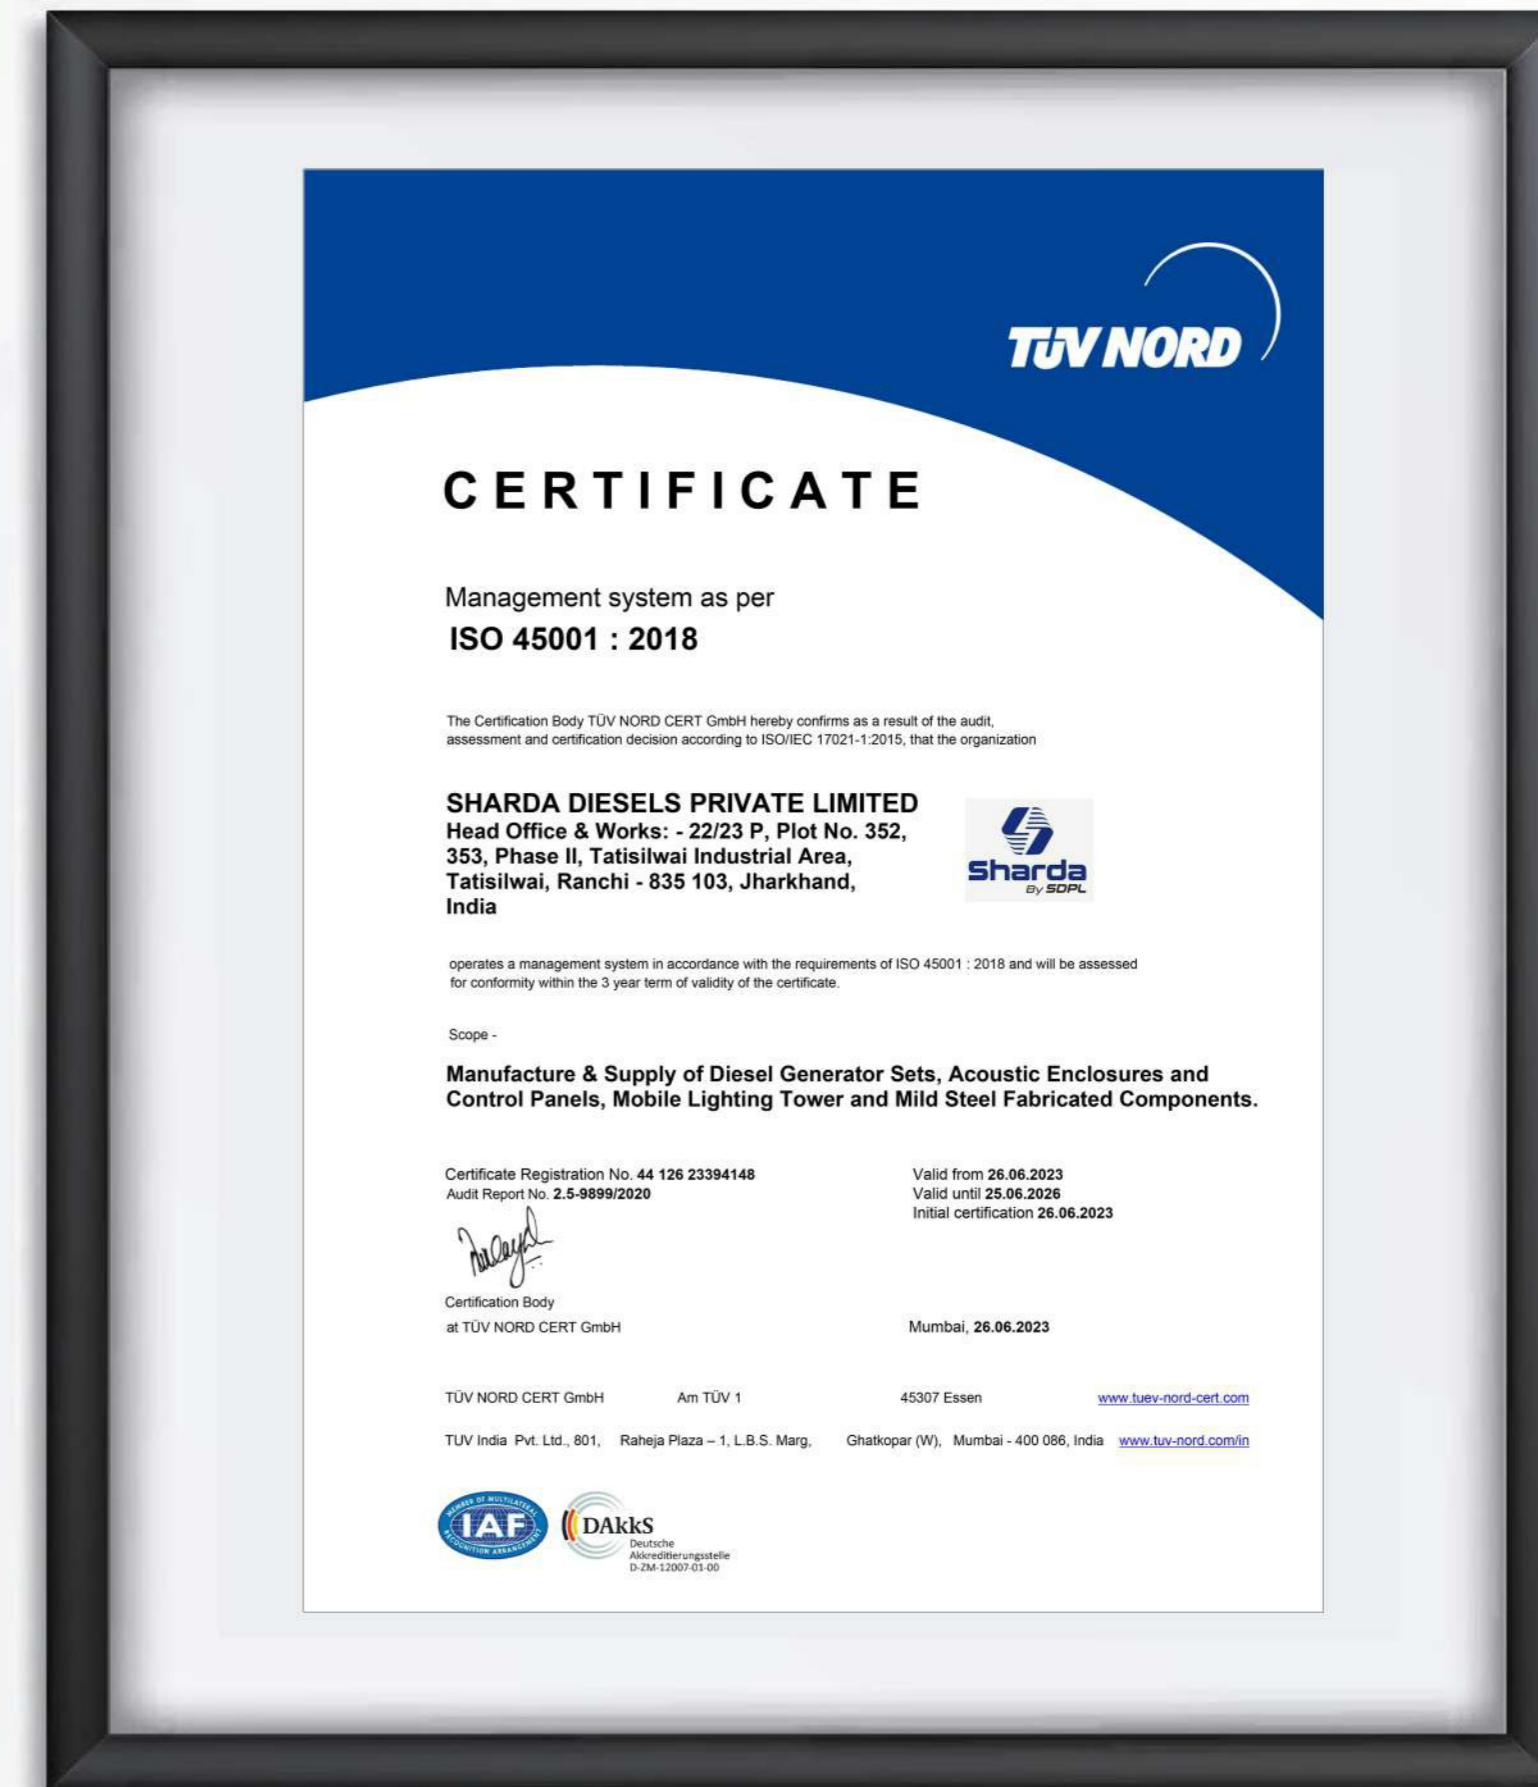 TÜV NORD
CERTIFICATE
Management system as per
ISO 45001 : 2018
The Certification Body TÜV NORD CERT GmbH hereby confirms as a result of the audit,
assessment and certification decision according to ISO/IEC 17021-1:2015, that the organization
SHARDA DIESELS PRIVATE LIMITED
Head Office & Works: - 22/23 P, Plot No. 352,
353, Phase II, Tatisilwai Industrial Area,
Tatisilwai, Ranchi - 835 103, Jharkhand,
India
Sharda
By SDPL
operates a management system in accordance with the requirements of ISO 45001 : 2018 and will be assessed
for conformity within the 3 year term of validity of the certificate.
Scope -
Manufacture & Supply of Diesel Generator Sets, Acoustic Enclosures and
Control Panels, Mobile Lighting Tower and Mild Steel Fabricated Components.
Certificate Registration No. 44 126 23394148
Audit Report No. 2.5-9899/2020
Valid from 26.06.2023
Valid until 25.06.2026
Initial certification 26.06.2023
Certification Body
at TÜV NORD CERT GmbH
Mumbai, 26.06.2023
TÜV NORD CERT GmbH Am TÜV 1 45307 Essen www.tuev-nord-cert.com
TUV India Pvt. Ltd., 801, Raheja Plaza – 1, L.B.S. Marg, Ghatkopar (W), Mumbai - 400 086, India www.tuv-nord.com/in
MEMBER OF MULTILATERAL
IAF
RECOGNITION ARRANGEMENT
DAkkS
Deutsche
Akkreditierungsstelle
D-ZM-12007-01-00